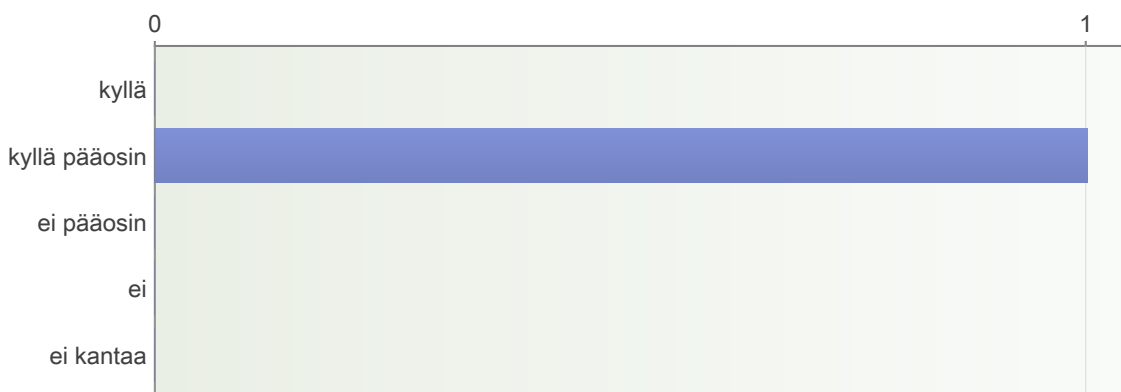 0 1
kyllä
kyllä pääosin
ei pääosin
ei
ei kantaa